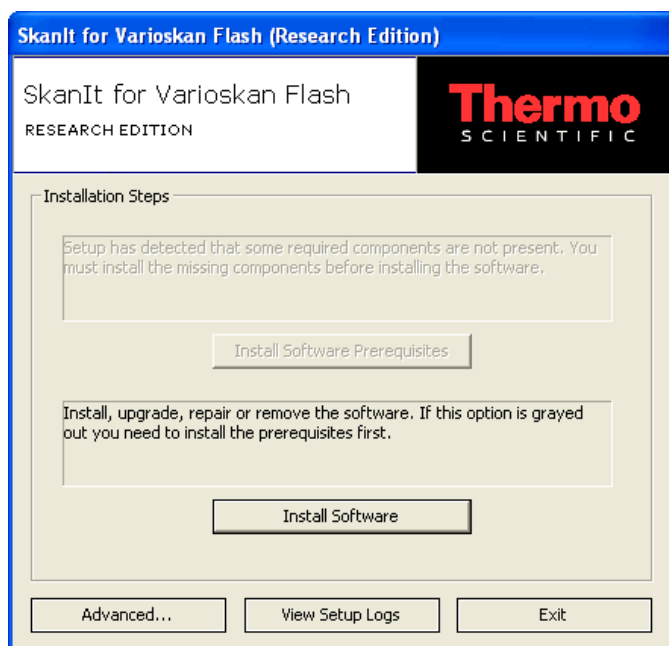 SkanIt for Varioskan Flash (Research Edition)
SkanIt for Varioskan Flash
RESEARCH EDITION
Thermo
SCIENTIFIC
Installation Steps
Setup has detected that some required components are not present. You
must install the missing components before installing the software.
Install Software Prerequisites
Install, upgrade, repair or remove the software. If this option is grayed
out you need to install the prerequisites first.
Install Software
Advanced...
View Setup Logs
Exit